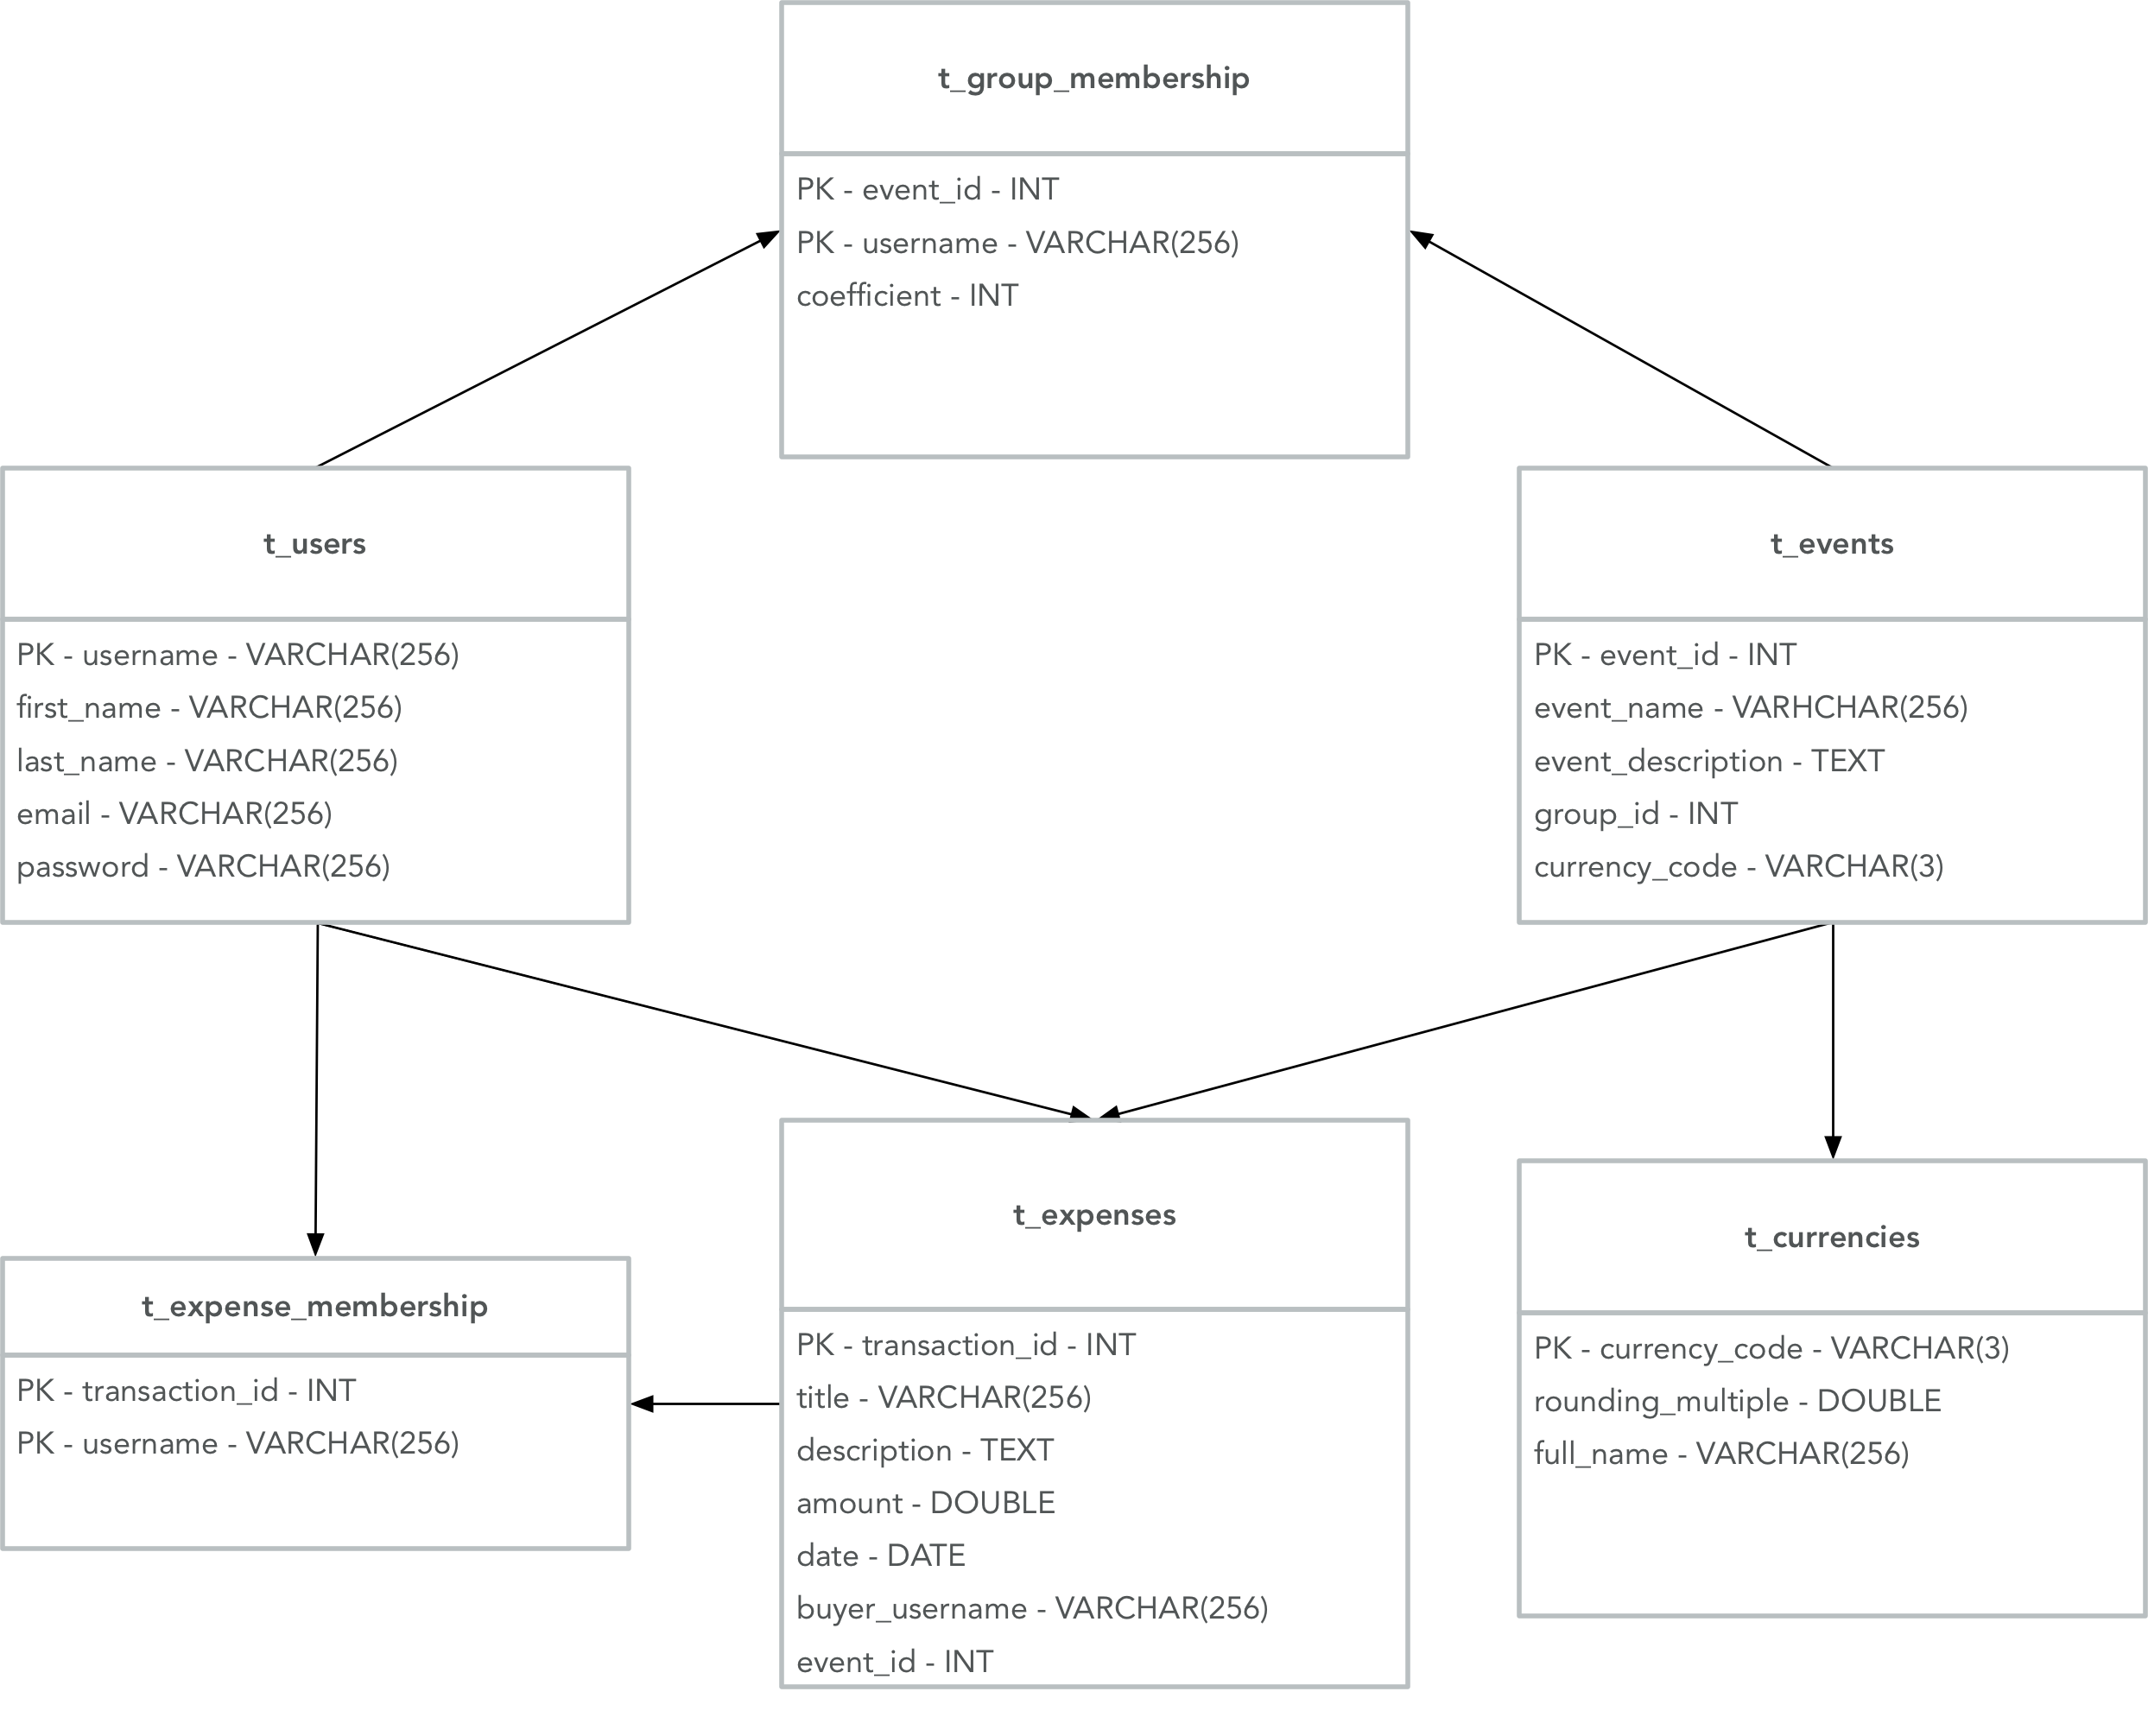 t_group_membership
PK - event_id - INT
PK - username - VARCHAR(256)
coefficient - INT
t_users
PK - username - VARCHAR(256)
first_name - VARCHAR(256)
last_name - VARCHAR(256)
email - VARCHAR(256)
password - VARCHAR(256)
t_events
PK - event_id - INT
event_name - VARHCHAR(256)
event_description - TEXT
group_id - INT
currency_code - VARCHAR(3)
t_expense_membership
PK - transaction_id - INT
PK - username - VARCHAR(256)
t_expenses
PK - transaction_id - INT
title - VARCHAR(256)
description - TEXT
amount - DOUBLE
date - DATE
buyer_username - VARCHAR(256)
event_id - INT
t_currencies
PK - currency_code - VARCHAR(3)
rounding_multiple - DOUBLE
full_name - VARCHAR(256)